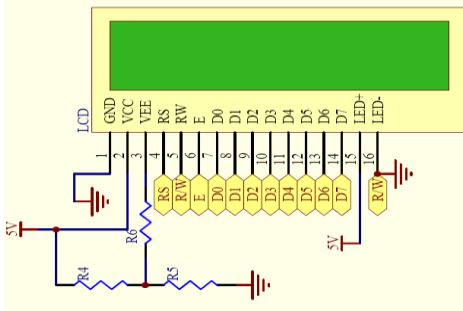 LCD
GND VCC VEE RS RW E D0 D1 D2 D3 D4 D5 D6 D7 LED+ LED-
1 2 3 4 5 6 7 8 9 10 11 12 13 14 15 16
RS R/W E D0 D1 D2 D3 D4 D5 D6 D7 R/W
5V R6 5V
R4 R5